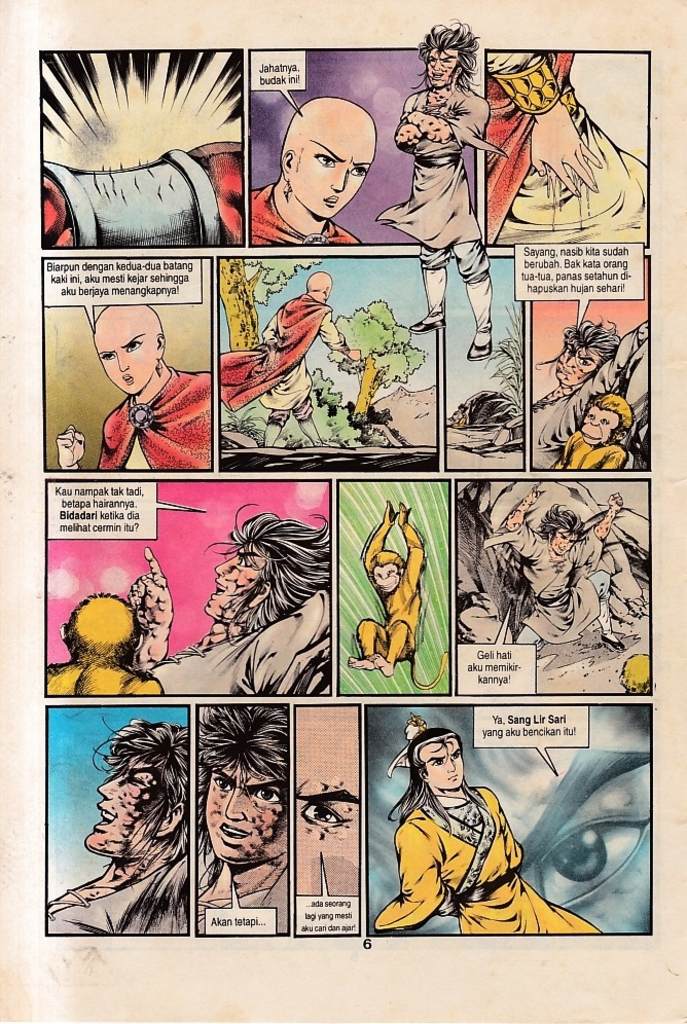 Jahatnya,
budak ini!
Biarpun dengan kedua-dua batang
kaki ini, aku mesti kejar sehingga
aku berjaya menangkapnya!
Sayang, nasib kita sudah
berubah. Bak kata orang
tua-tua, panas setahun di-
hapuskan hujan sehari!
Kau nampak tak tadi,
betapa hairannya.
Bidadari ketika dia
melihat cermin itu?
Geli hati
aku memikir-
kannya!
Akan tetapi...
...ada seorang
lagi yang mesti
aku cari dan ajar!
Ya, Sang Lir Sari
yang aku bencikan itu!
6